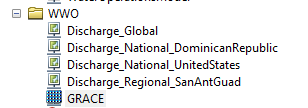 WWO
Discharge_Global
Discharge_National_DominicanRepublic
Discharge_National_UnitedStates
Discharge_Regional_SanAntGuad
GRACE